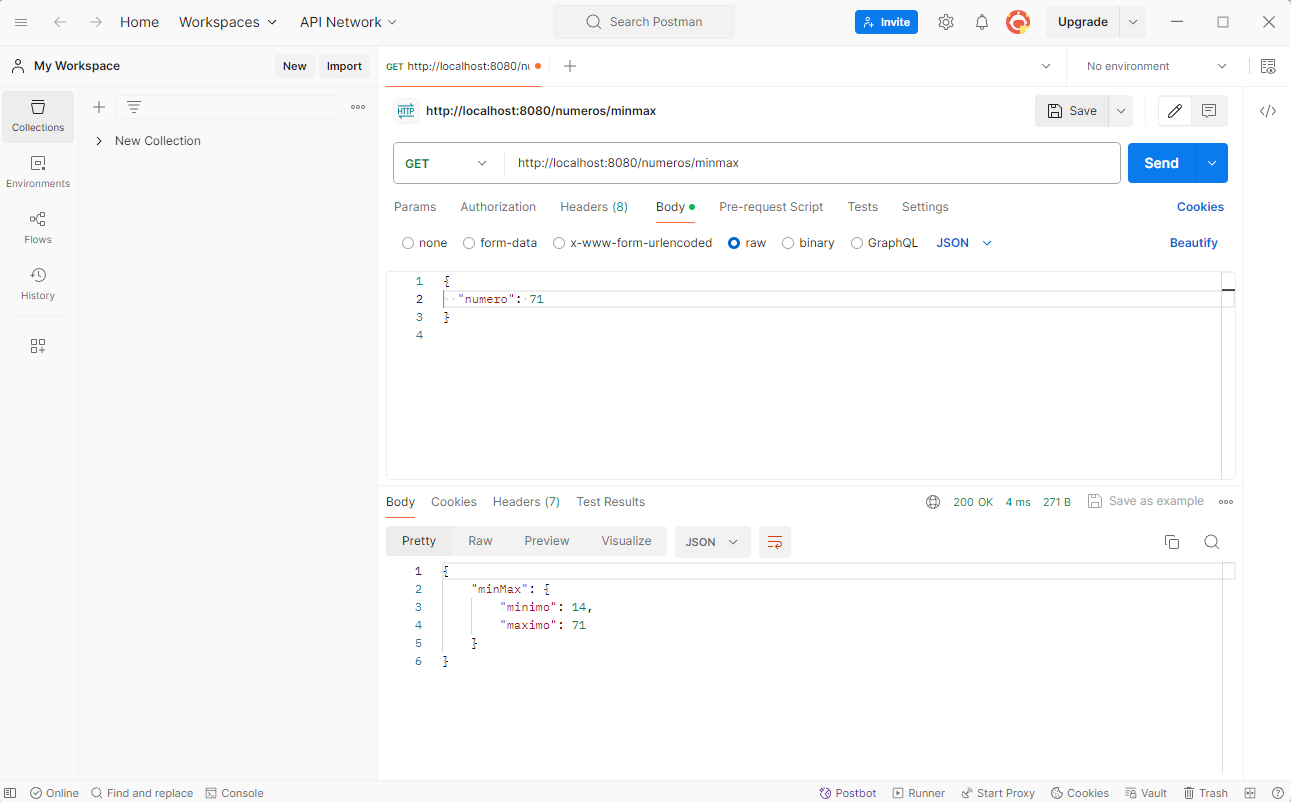 Home Workspaces API Network Search Postman Invite Upgrade
My Workspace New Import GET http://localhost:8080/nu No environment
Collections
Environments
Flows
History
New Collection
HTTP http://localhost:8080/numeros/minmax Save
GET http://localhost:8080/numeros/minmax Send
Params Authorization Headers (8) Body Pre-request Script Tests Settings Cookies
none form-data x-www-form-urlencoded raw binary GraphQL JSON Beautify
1 {
2 "numero": 71
3 }
4
Body Cookies Headers (7) Test Results 200 OK 4 ms 271 B Save as example
Pretty Raw Preview Visualize JSON
1 {
2 "minMax": {
3 "minimo": 14,
4 "maximo": 71
5 }
6 }
Online Find and replace Console Postbot Runner Start Proxy Cookies Vault Trash